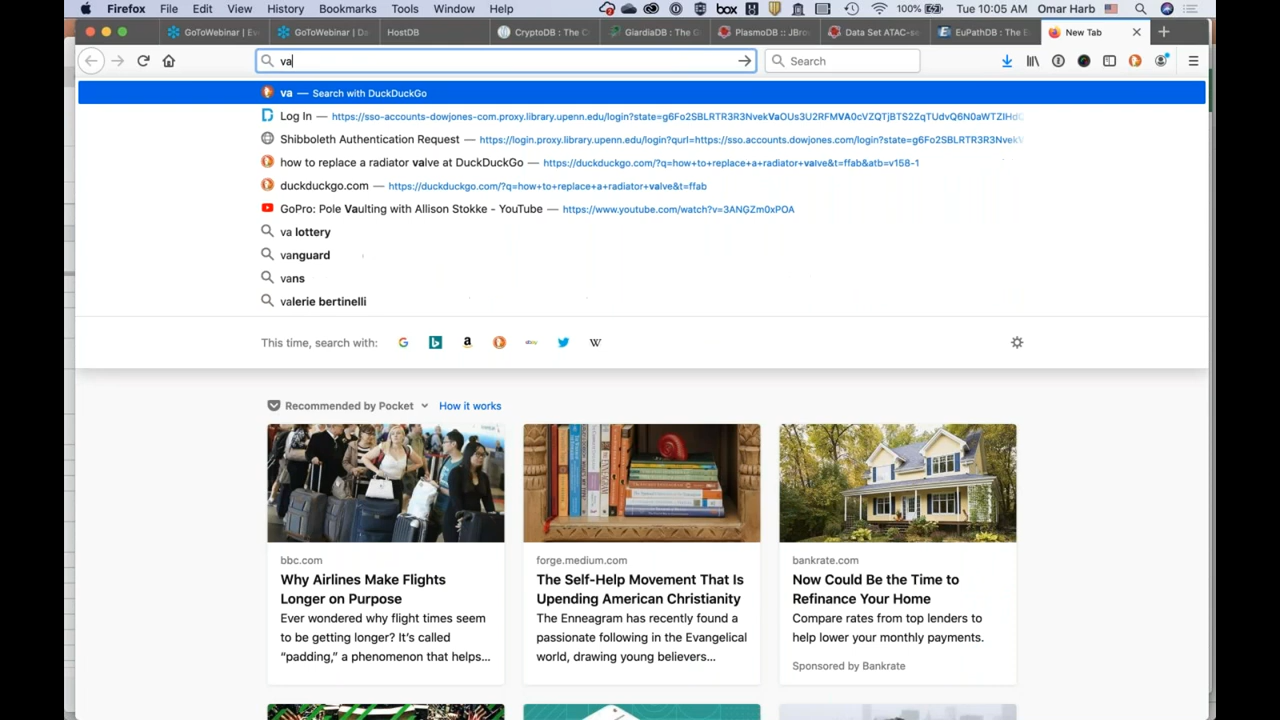 Firefox File Edit View History Bookmarks Tools Window Help box 100% Tue 10:05 AM Omar Harb
GoToWebinar | Eve GoToWebinar | Da HostDB CryptoDB : The C GiardiaDB : The G PlasmoDB :: JBro Data Set ATAC-se EuPathDB : The E New Tab
va Search
va — Search with DuckDuckGo
Log In — https://sso-accounts-dowjones-com.proxy.library.upenn.edu/login?state=
Shibboleth Authentication Request — https://login.proxy.library.upenn.edu/login?qurl=https://sso.accounts.dowjones.com/login?state=
how to replace a radiator valve at DuckDuckGo — https://duckduckgo.com/?q=how+to+replace+a+radiator+valve&t=ffab&atb=v158-1
duckduckgo.com — https://duckduckgo.com/?q=how+to+replace+a+radiator+valve&t=ffab
GoPro: Pole Vaulting with Allison Stokke - YouTube — https://www.youtube.com/watch?v=3ANGZm0xPOA
va lottery
vanguard
vans
valerie bertinelli
This time, search with: G b a ebay W
Recommended by Pocket How it works
bbc.com
Why Airlines Make Flights
Longer on Purpose
Ever wondered why flight times seem
to be getting longer? It's called
“padding,” a phenomenon that helps...
forge.medium.com
The Self-Help Movement That Is
Upending American Christianity
The Enneagram has recently found a
passionate following in the Evangelical
world, drawing young believers...
bankrate.com
Now Could Be the Time to
Refinance Your Home
Compare rates from top lenders to
help lower your monthly payments.
Sponsored by Bankrate